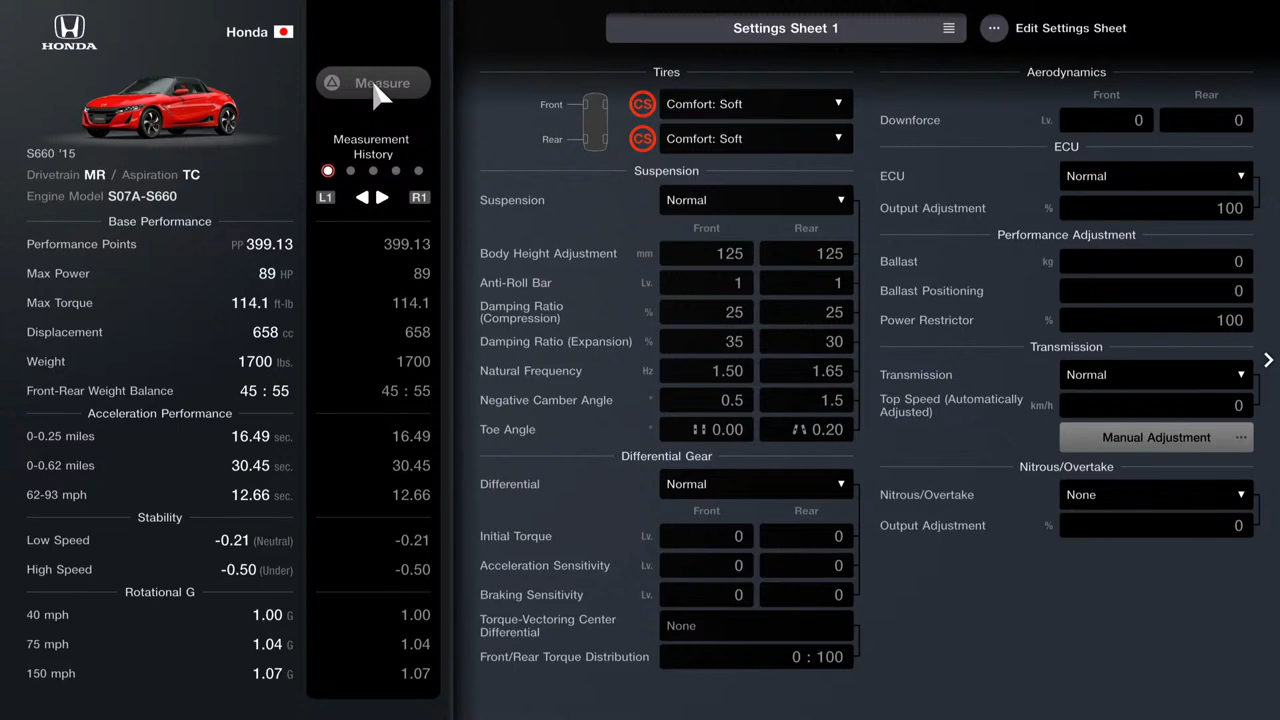 HONDA
Honda
S660 '15
Drivetrain MR / Aspiration TC
Engine Model S07A-S660
Base Performance
Performance Points PP 399.13
Max Power 89 HP
Max Torque 114.1 ft-lb
Displacement 658 cc
Weight 1700 lbs.
Front-Rear Weight Balance 45 : 55
Acceleration Performance
0-0.25 miles 16.49 sec.
0-0.62 miles 30.45 sec.
62-93 mph 12.66 sec.
Stability
Low Speed -0.21 (Neutral)
High Speed -0.50 (Under)
Rotational G
40 mph 1.00 G
75 mph 1.04 G
150 mph 1.07 G
Measure
Measurement
History
L1 R1
399.13
89
114.1
658
1700
45 : 55
16.49
30.45
12.66
-0.21
-0.50
1.00
1.04
1.07
Settings Sheet 1
Edit Settings Sheet
Tires
Front CS Comfort: Soft
Rear CS Comfort: Soft
Suspension
Suspension Normal
Front Rear
Body Height Adjustment mm 125 125
Anti-Roll Bar Lv. 1 1
Damping Ratio
(Compression) % 25 25
Damping Ratio (Expansion) % 35 30
Natural Frequency Hz 1.50 1.65
Negative Camber Angle ° 0.5 1.5
Toe Angle ° 0.00 0.20
Differential Gear
Differential Normal
Front Rear
Initial Torque Lv. 0 0
Acceleration Sensitivity Lv. 0 0
Braking Sensitivity Lv. 0 0
Torque-Vectoring Center
Differential None
Front/Rear Torque Distribution 0 : 100
Aerodynamics
Front Rear
Downforce Lv. 0 0
ECU
ECU Normal
Output Adjustment % 100
Performance Adjustment
Ballast kg 0
Ballast Positioning 0
Power Restrictor % 100
Transmission
Transmission Normal
Top Speed (Automatically
Adjusted) km/h 0
Manual Adjustment
Nitrous/Overtake
Nitrous/Overtake None
Output Adjustment % 0